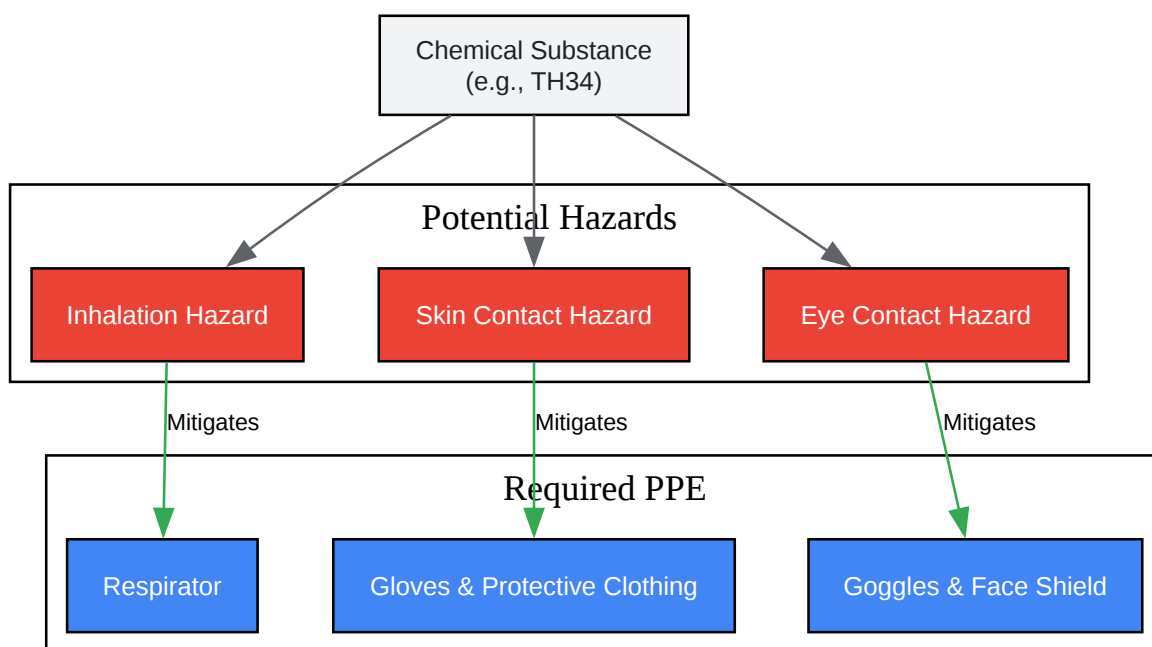 Chemical Substance
(e.g., TH34)
Potential Hazards
Inhalation Hazard
Skin Contact Hazard
Eye Contact Hazard
Mitigates
Mitigates
Mitigates
Required PPE
Respirator
Gloves & Protective Clothing
Goggles & Face Shield